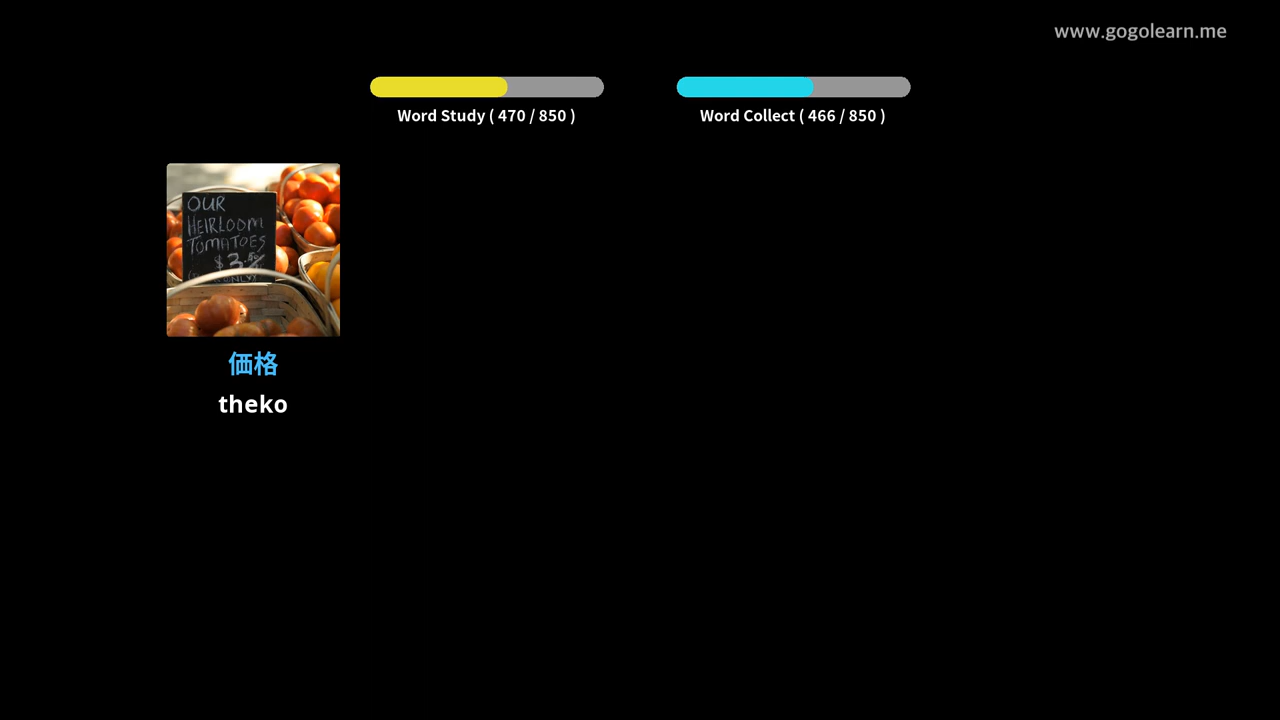 www.gogolearn.me
Word Study ( 470 / 850 )
Word Collect ( 466 / 850 )
OUR
HEIRLOOM
TOMATOES
価格
theko